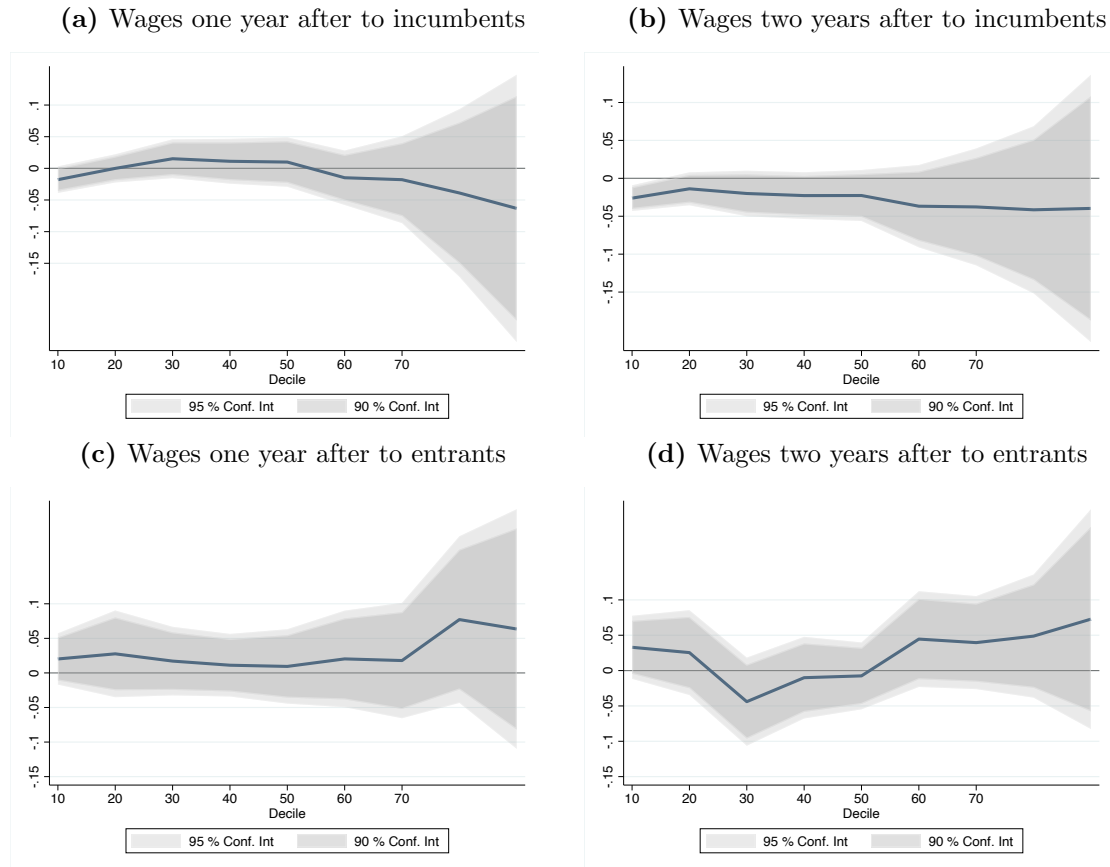 (a) Wages one year after to incumbents
.1
.05
0
-.05
-.1
-.15
10 20 30 40 50 60 70
Decile
95 % Conf. Int 90 % Conf. Int
(b) Wages two years after to incumbents
.1
.05
0
-.05
-.1
-.15
10 20 30 40 50 60 70
Decile
95 % Conf. Int 90 % Conf. Int
(c) Wages one year after to entrants
.1
.05
0
-.05
-.1
-.15
10 20 30 40 50 60 70
Decile
95 % Conf. Int 90 % Conf. Int
(d) Wages two years after to entrants
.1
.05
0
-.05
-.1
-.15
10 20 30 40 50 60 70
Decile
95 % Conf. Int 90 % Conf. Int